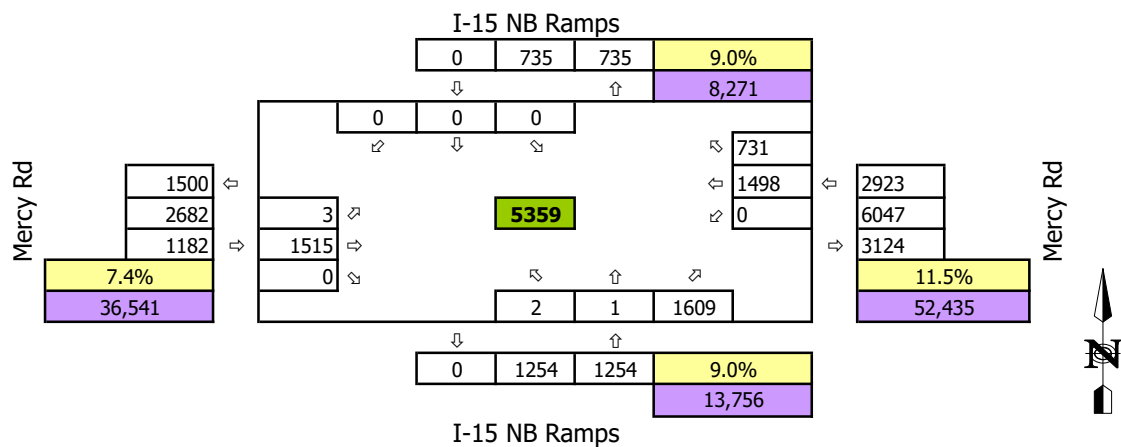 I-15 NB Ramps
0 735 735 9.0%
⇩ ⇧ 8,271
0 0 0
⬃ ⇩ ⬂ ⬁ 731
1500 ⇦ ⇦ 1498 ⇦ 2923
Mercy Rd 2682 3 ⬀ 5359 ⬃ 0 6047 Mercy Rd
1182 ⇨ 1515 ⇨ ⇨ 3124
7.4% 0 ⬂ ⬁ ⇧ ⬀ 11.5%
36,541 2 1 1609 52,435
⇩ ⇧
0 1254 1254 9.0%
13,756
I-15 NB Ramps
N